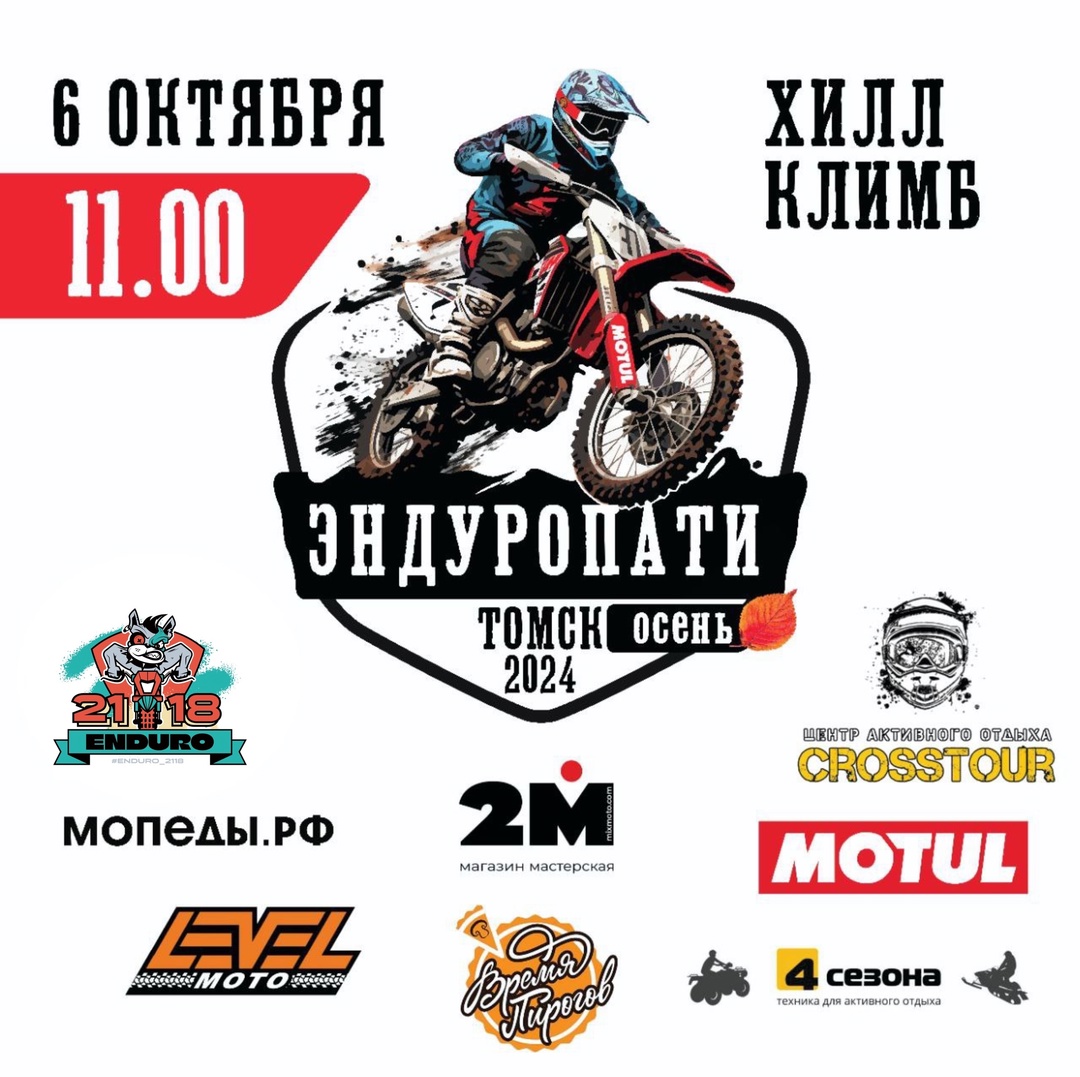 6 ОКТЯБРЯ
11.00
ХИЛЛ
КЛИМБ
MOTUL
ЭНДУРОПАТИ
ТОМСК осень
2024
21 18
ENDURO
#ENDURO_2118
ЦЕНТР АКТИВНОГО ОТДЫХА
CROSSTOUR
мопеды.рф
2М
mixmoto.com
магазин мастерская
MOTUL
LEVEL
MOTO
Время
Пирогов
4 сезона
техника для активного отдыха